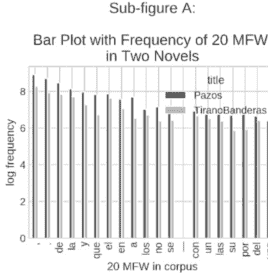 Sub-figure A:
Bar Plot with Frequency of 20 MFW
in Two Novels
title
Pazos
TiranoBanderas
log frequency
8
6
4
2
0
, . de la y que el en a los no se — con un las su por del
20 MFW in corpus